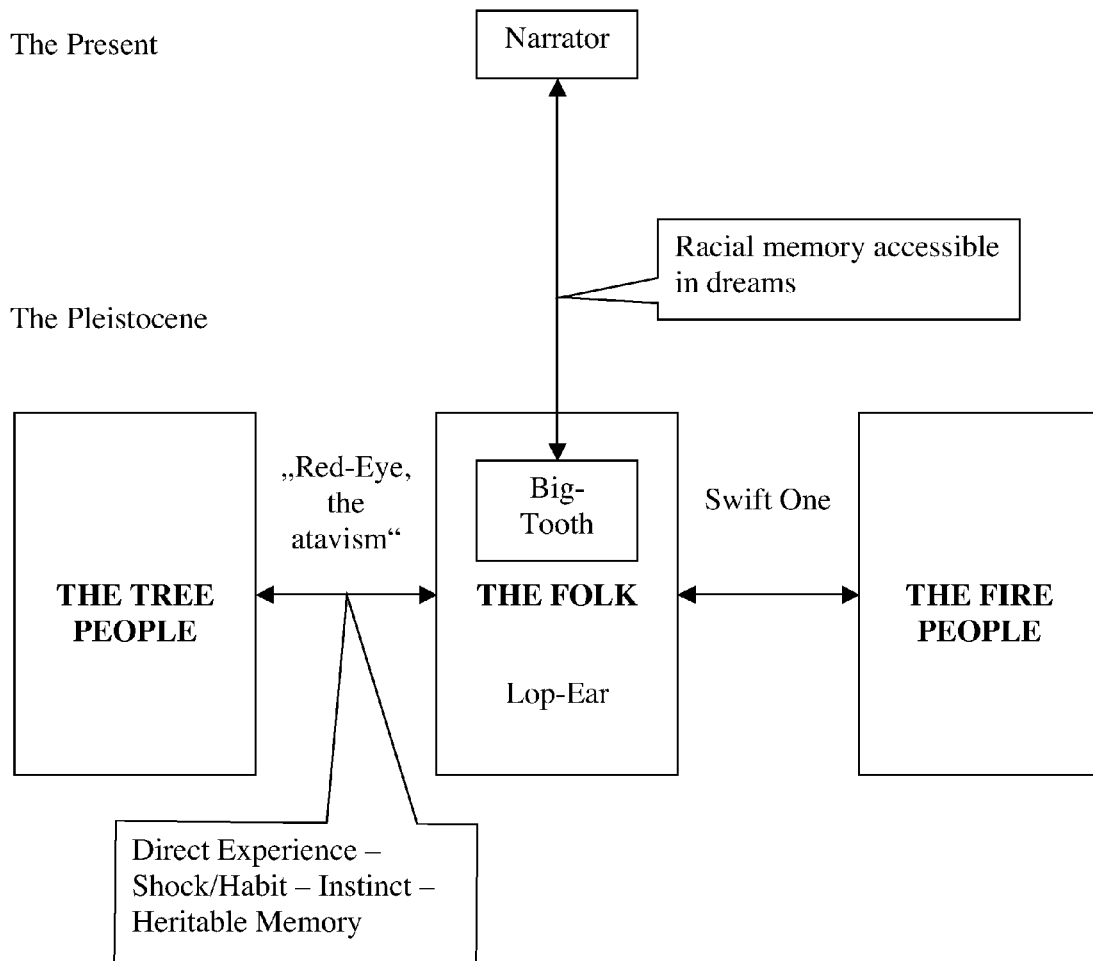 The Present
Narrator
Racial memory accessible
in dreams
The Pleistocene
„Red-Eye,
the
atavism“
Big-
Tooth
Swift One
THE TREE
PEOPLE
THE FOLK
THE FIRE
PEOPLE
Lop-Ear
Direct Experience –
Shock/Habit – Instinct –
Heritable Memory